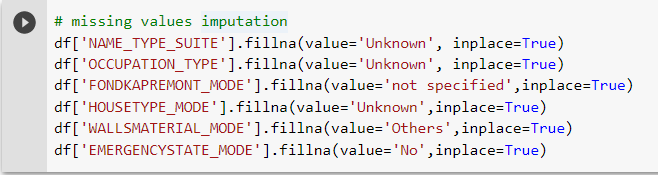 # missing values imputation
df['NAME_TYPE_SUITE'].fillna(value='Unknown', inplace=True)
df['OCCUPATION_TYPE'].fillna(value='Unknown', inplace=True)
df['FONDKAPREMONT_MODE'].fillna(value='not specified',inplace=True)
df['HOUSETYPE_MODE'].fillna(value='Unknown',inplace=True)
df['WALLSMATERIAL_MODE'].fillna(value='Others',inplace=True)
df['EMERGENCYSTATE_MODE'].fillna(value='No',inplace=True)